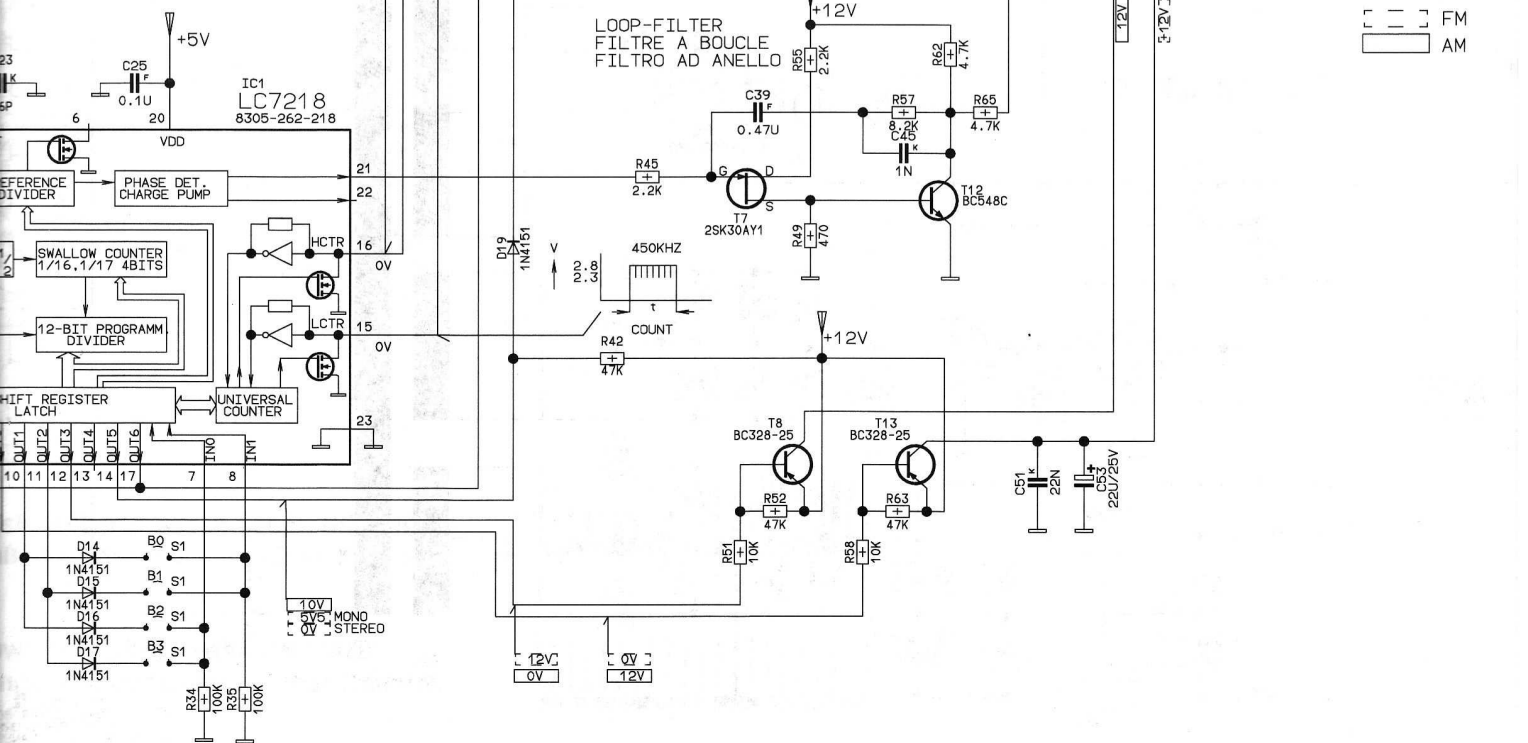 +5V
23
K
C25
F
0.1U
6P
IC1
LC7218
8305-262-218
6
20
VDD
LOOP-FILTER
FILTRE A BOUCLE
FILTRO AD ANELLO
+12V
R55
2.2K
R62
4.7K
12V
+12V
FM
AM
C39
F
0.47U
R57
8.2K
R65
4.7K
C45
K
1N
EFERENCE
DIVIDER
PHASE DET.
CHARGE PUMP
21
22
R45
2.2K
G
D
S
T7
2SK30AY1
T12
BC548C
R49
470
1/
2
SWALLOW COUNTER
1/16,1/17 4BITS
HCTR
16
0V
D19
1N4151
V
2.8
2.3
450KHZ
t
COUNT
12-BIT PROGRAMM.
DIVIDER
LCTR
15
0V
R42
47K
+12V
HIFT REGISTER
LATCH
UNIVERSAL
COUNTER
23
OUT1
OUT2
OUT3
OUT4
OUT5
OUT6
IN0
IN1
10
11
12
13
14
17
7
8
T8
BC328-25
T13
BC328-25
R52
47K
R63
47K
R51
10K
R58
10K
C51
K
22N
+
C53
22U/25V
D14
1N4151
B0
S1
D15
1N4151
B1
S1
D16
1N4151
B2
S1
D17
1N4151
B3
S1
10V
5V5 MONO
0V STEREO
12V
0V
0V
12V
R34
100K
R35
100K